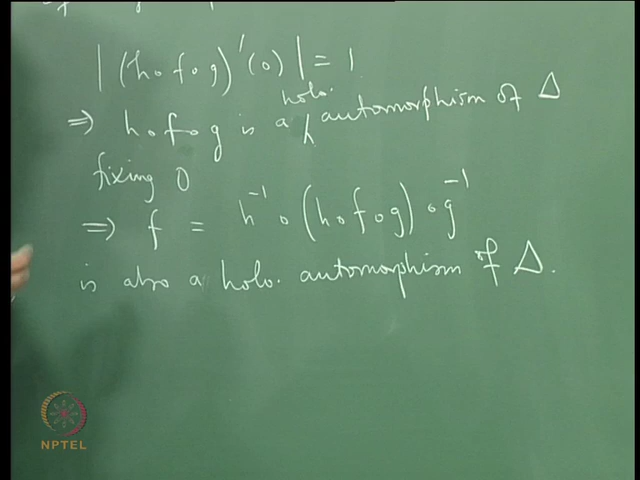 |(h∘f∘g)'(0)| = 1
holo.
⇒ h∘f∘g is a automorphism of Δ
fixing 0
⇒ f = h⁻¹∘(h∘f∘g)∘g⁻¹
is also a holo. automorphism of Δ.
NPTEL